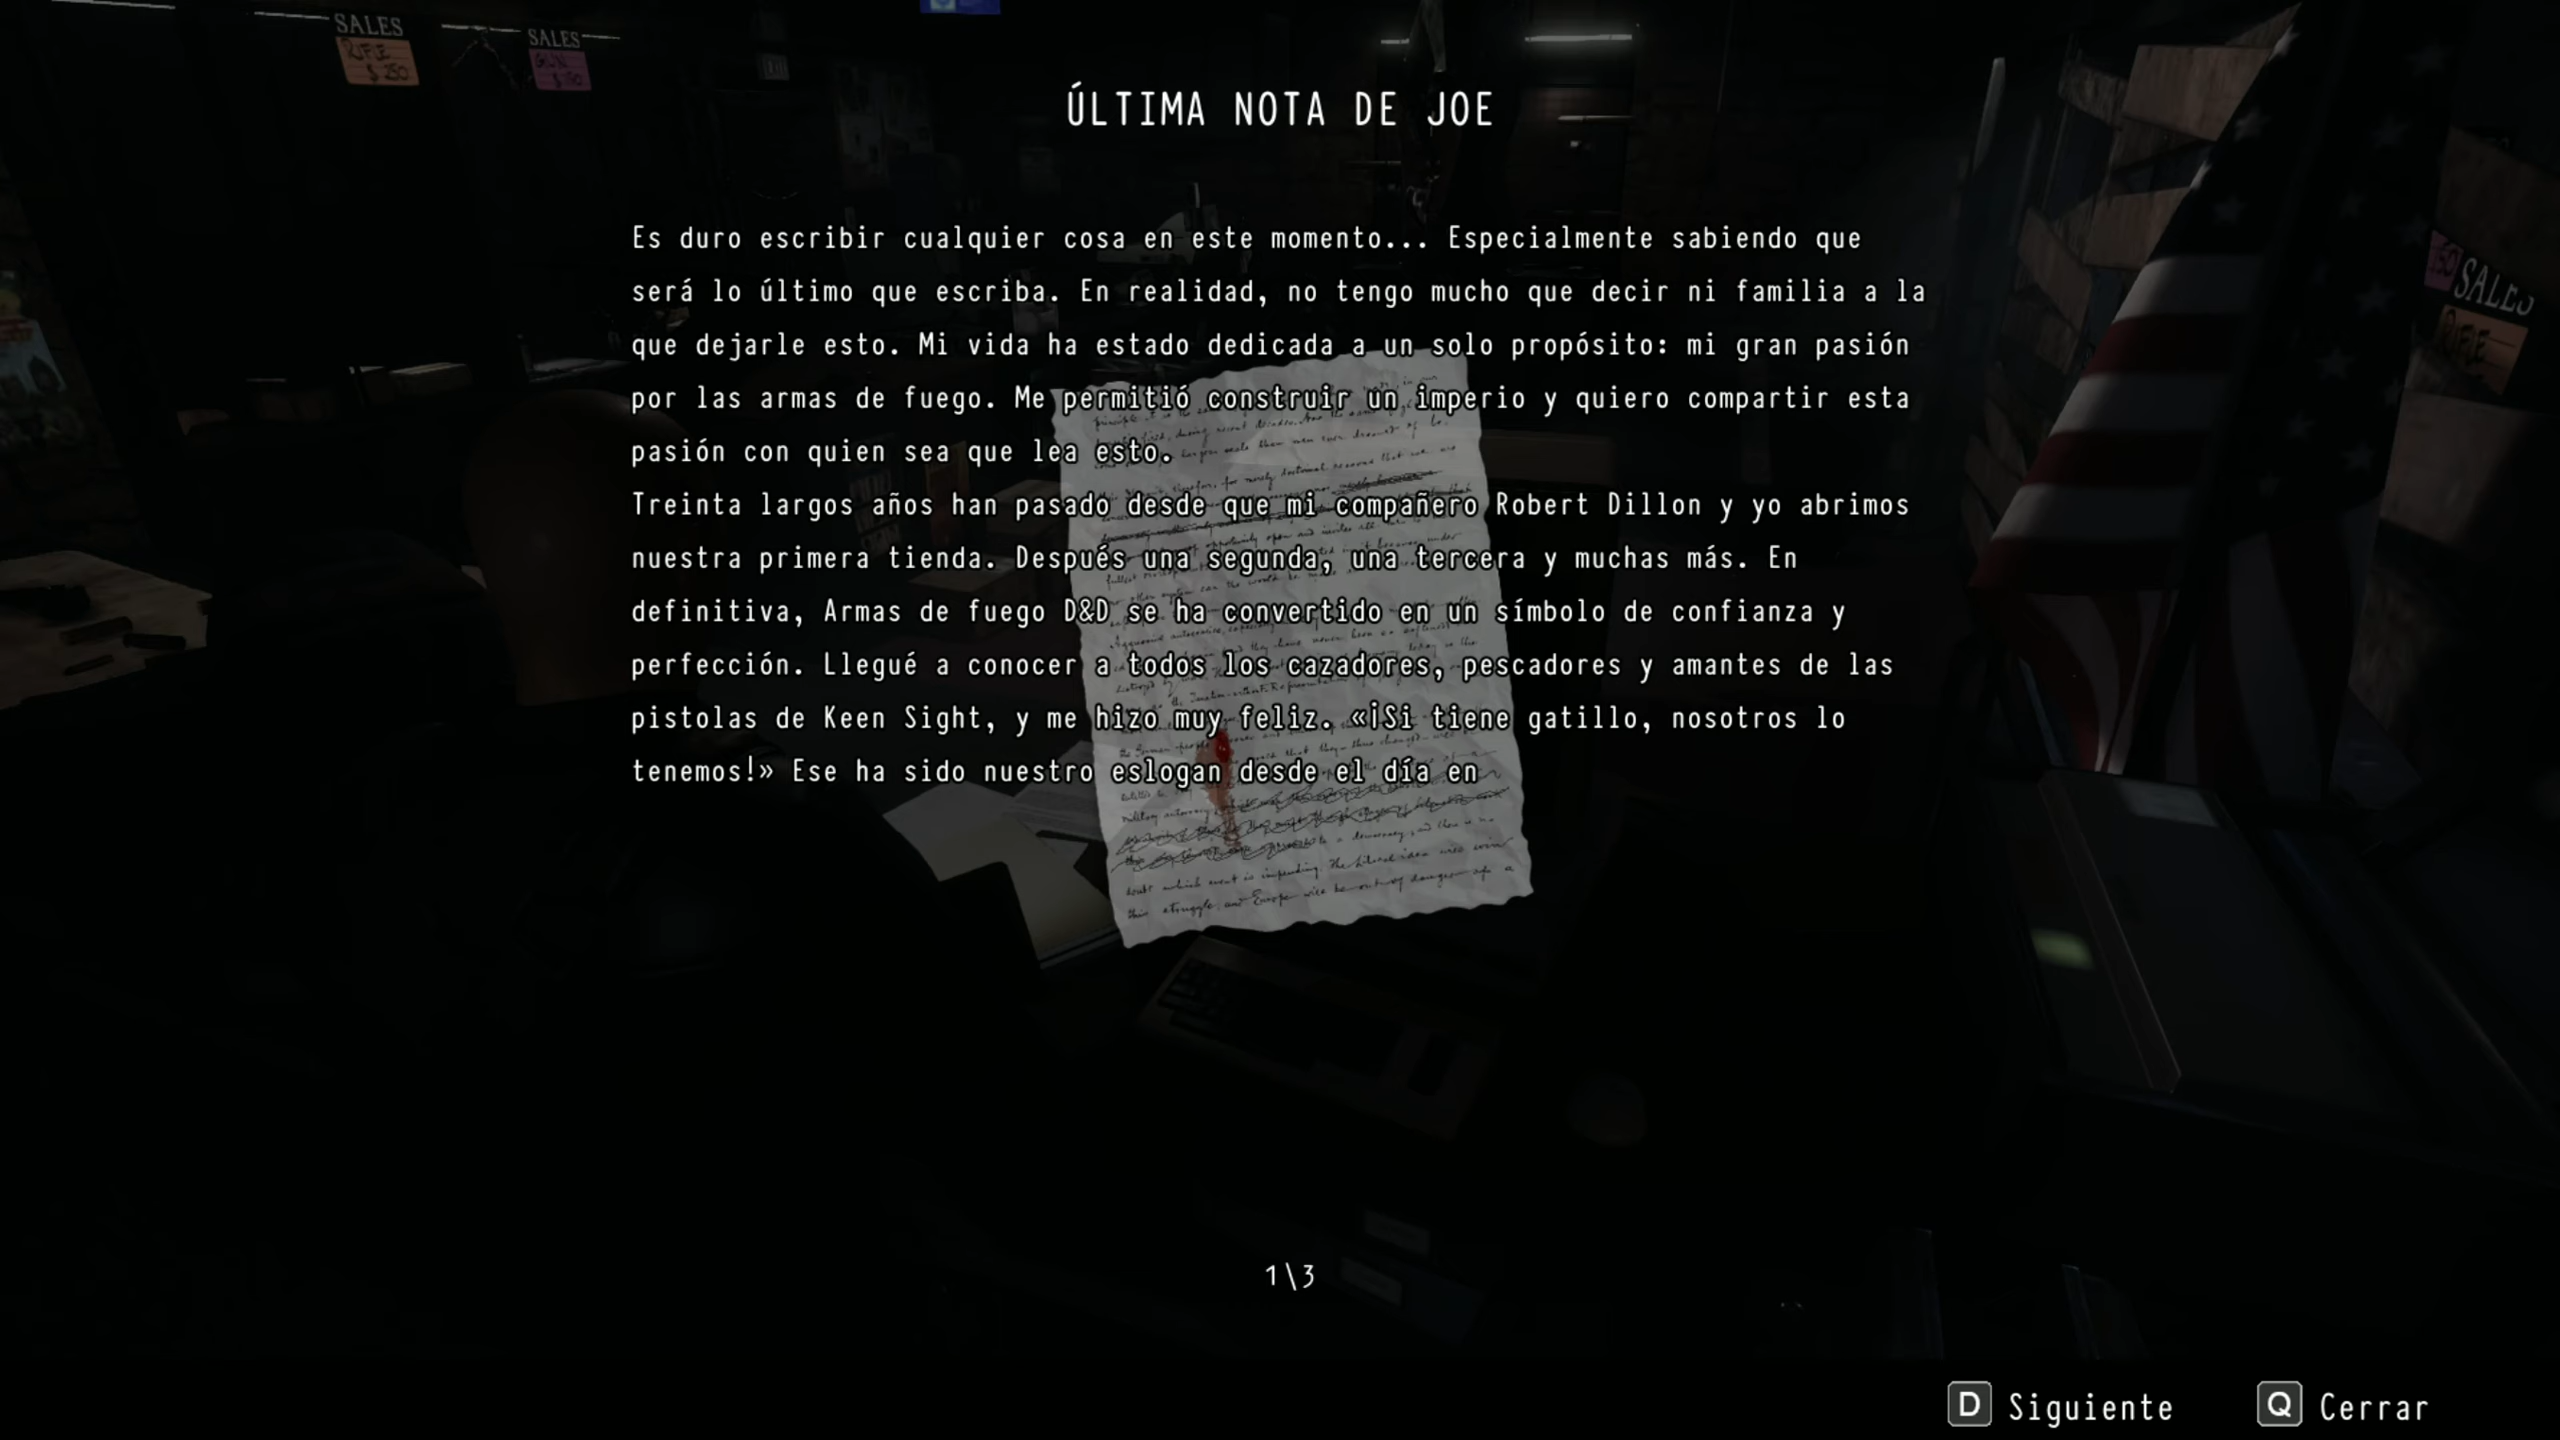 SALES
RIFLE
$ 250
SALES
GUN
$ 150
ÚLTIMA NOTA DE JOE
Es duro escribir cualquier cosa en este momento... Especialmente sabiendo que
será lo último que escriba. En realidad, no tengo mucho que decir ni familia a la
que dejarle esto. Mi vida ha estado dedicada a un solo propósito: mi gran pasión
por las armas de fuego. Me permitió construir un imperio y quiero compartir esta
pasión con quien sea que lea esto.
Treinta largos años han pasado desde que mi compañero Robert Dillon y yo abrimos
nuestra primera tienda. Después una segunda, una tercera y muchas más. En
definitiva, Armas de fuego D&D se ha convertido en un símbolo de confianza y
perfección. Llegué a conocer a todos los cazadores, pescadores y amantes de las
pistolas de Keen Sight, y me hizo muy feliz. «¡Si tiene gatillo, nosotros lo
tenemos!» Ese ha sido nuestro eslogan desde el día en
150
SALES
RIFLE
1\3
D Siguiente
Q Cerrar